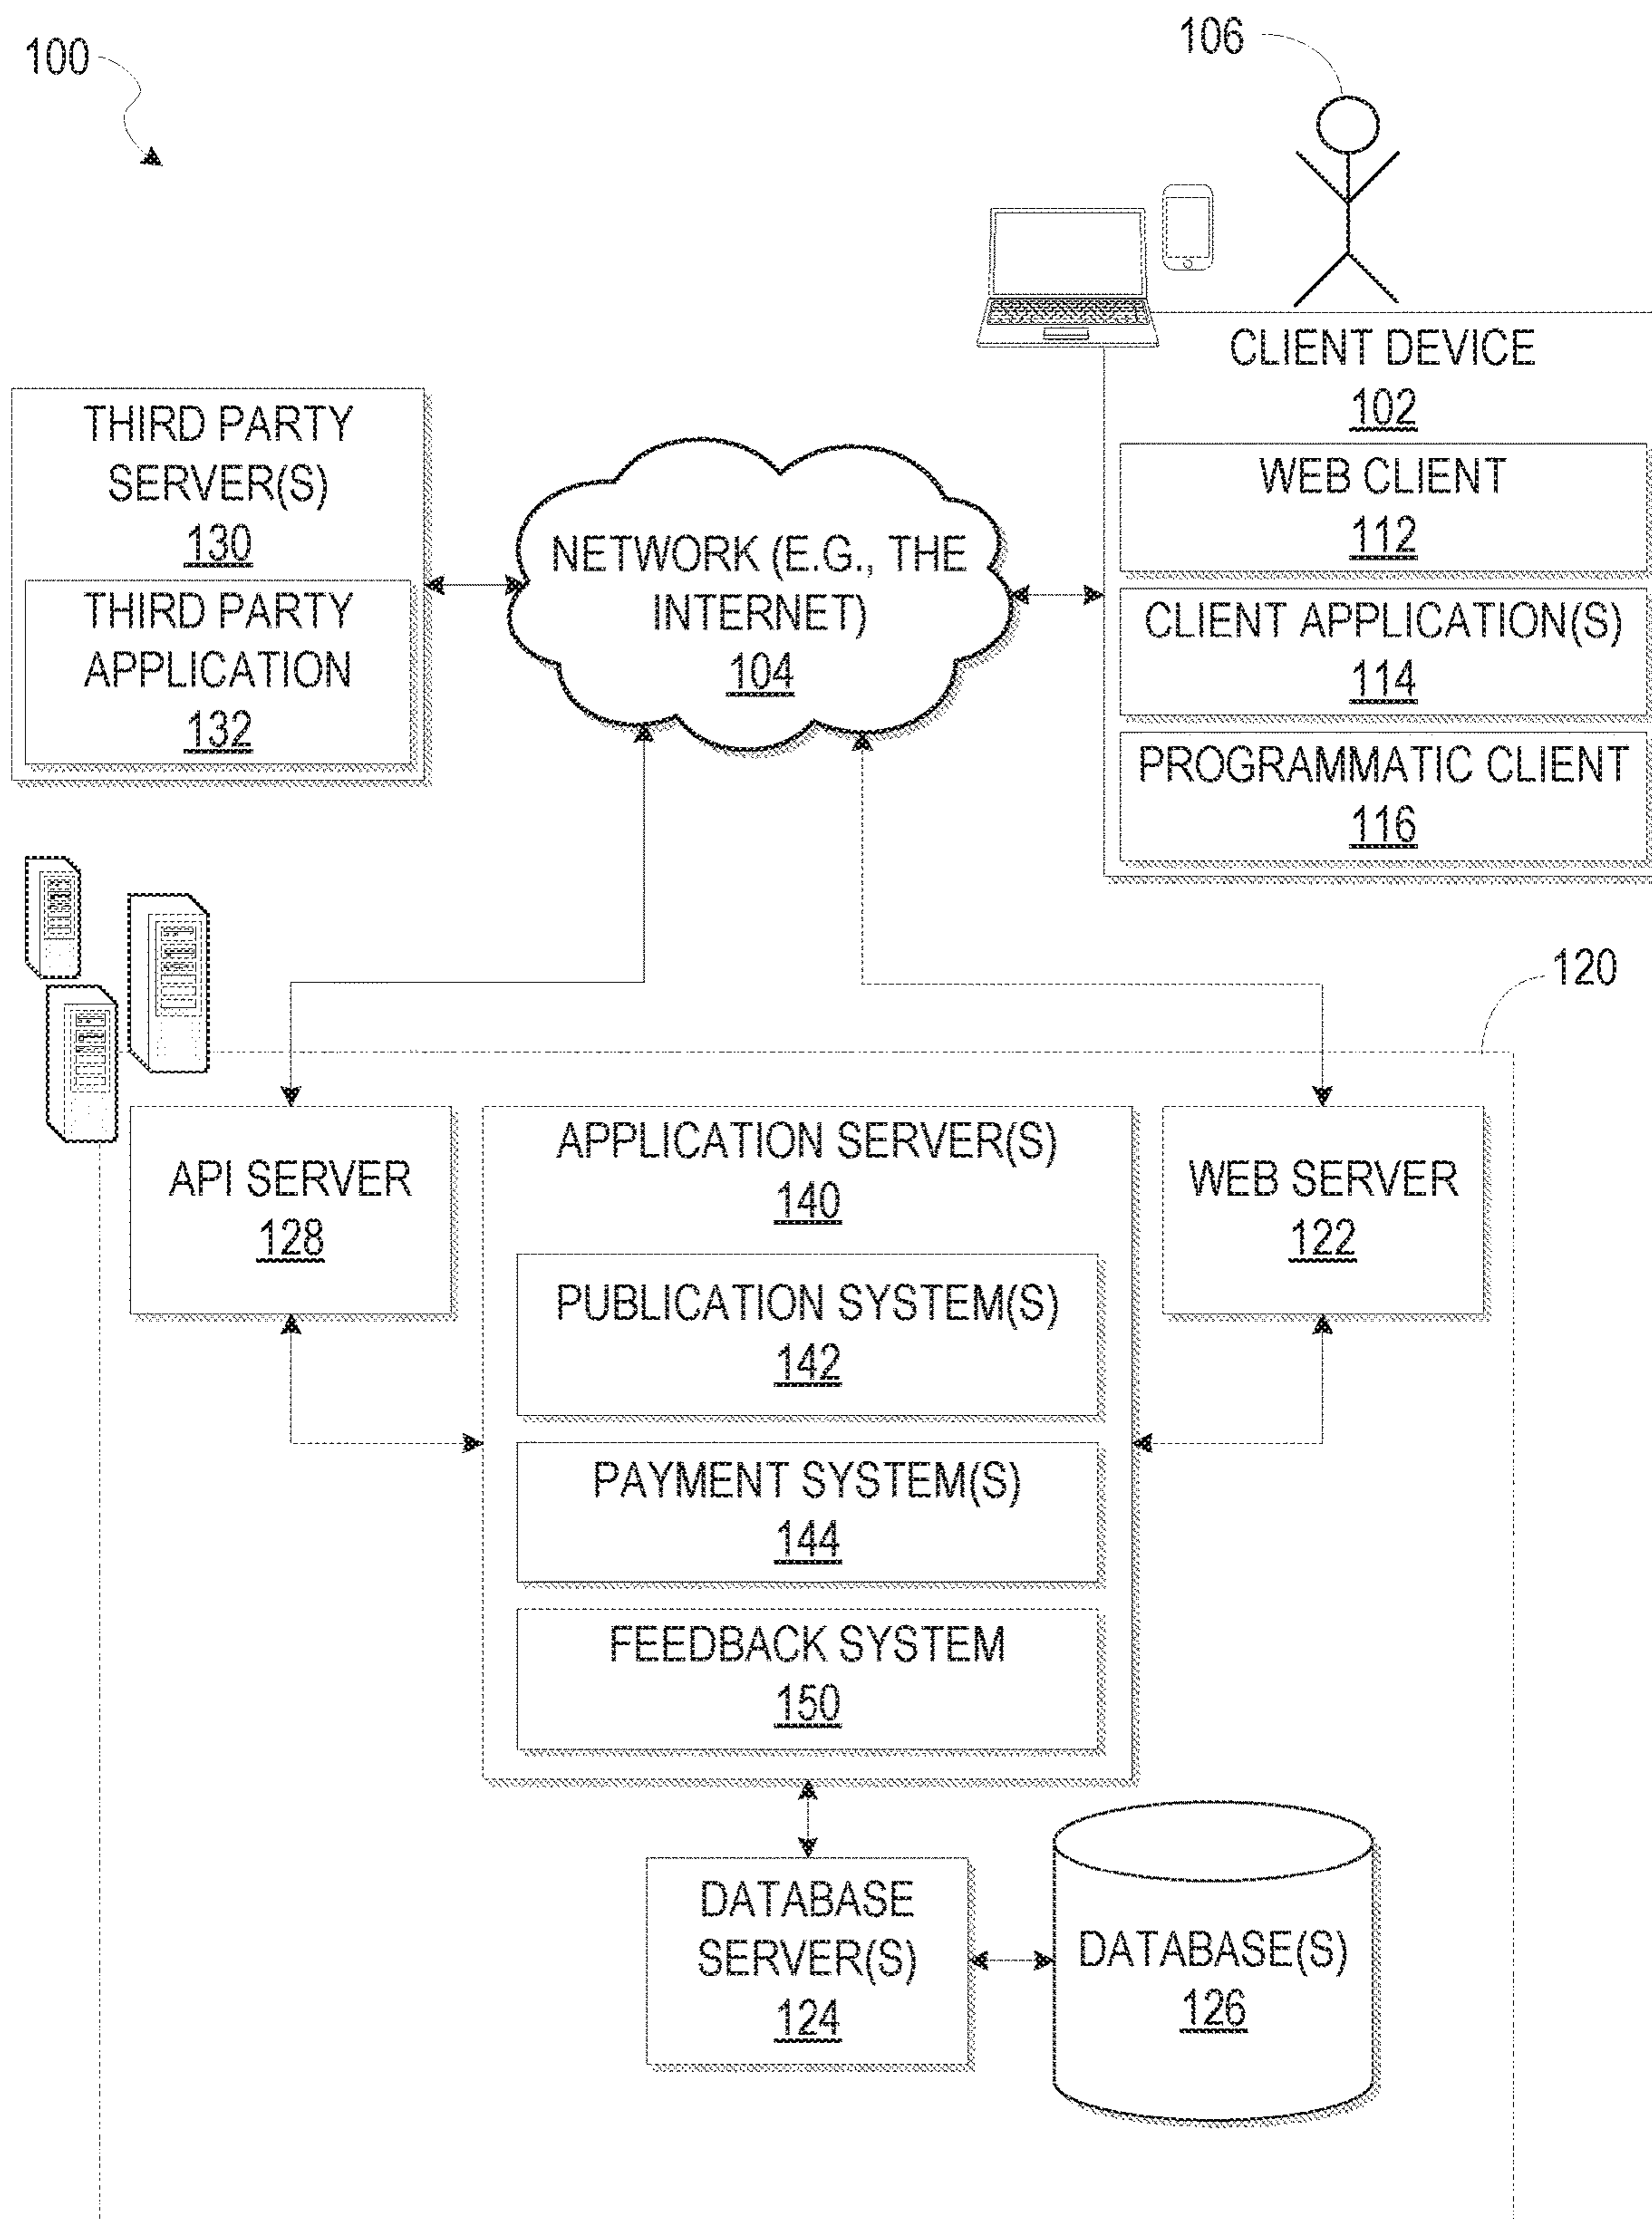 100
106
CLIENT DEVICE
102
WEB CLIENT
112
CLIENT APPLICATION(S)
114
PROGRAMMATIC CLIENT
116
THIRD PARTY
SERVER(S)
130
THIRD PARTY
APPLICATION
132
NETWORK (E.G., THE
INTERNET)
104
120
API SERVER
128
APPLICATION SERVER(S)
140
PUBLICATION SYSTEM(S)
142
PAYMENT SYSTEM(S)
144
FEEDBACK SYSTEM
150
WEB SERVER
122
DATABASE
SERVER(S)
124
DATABASE(S)
126